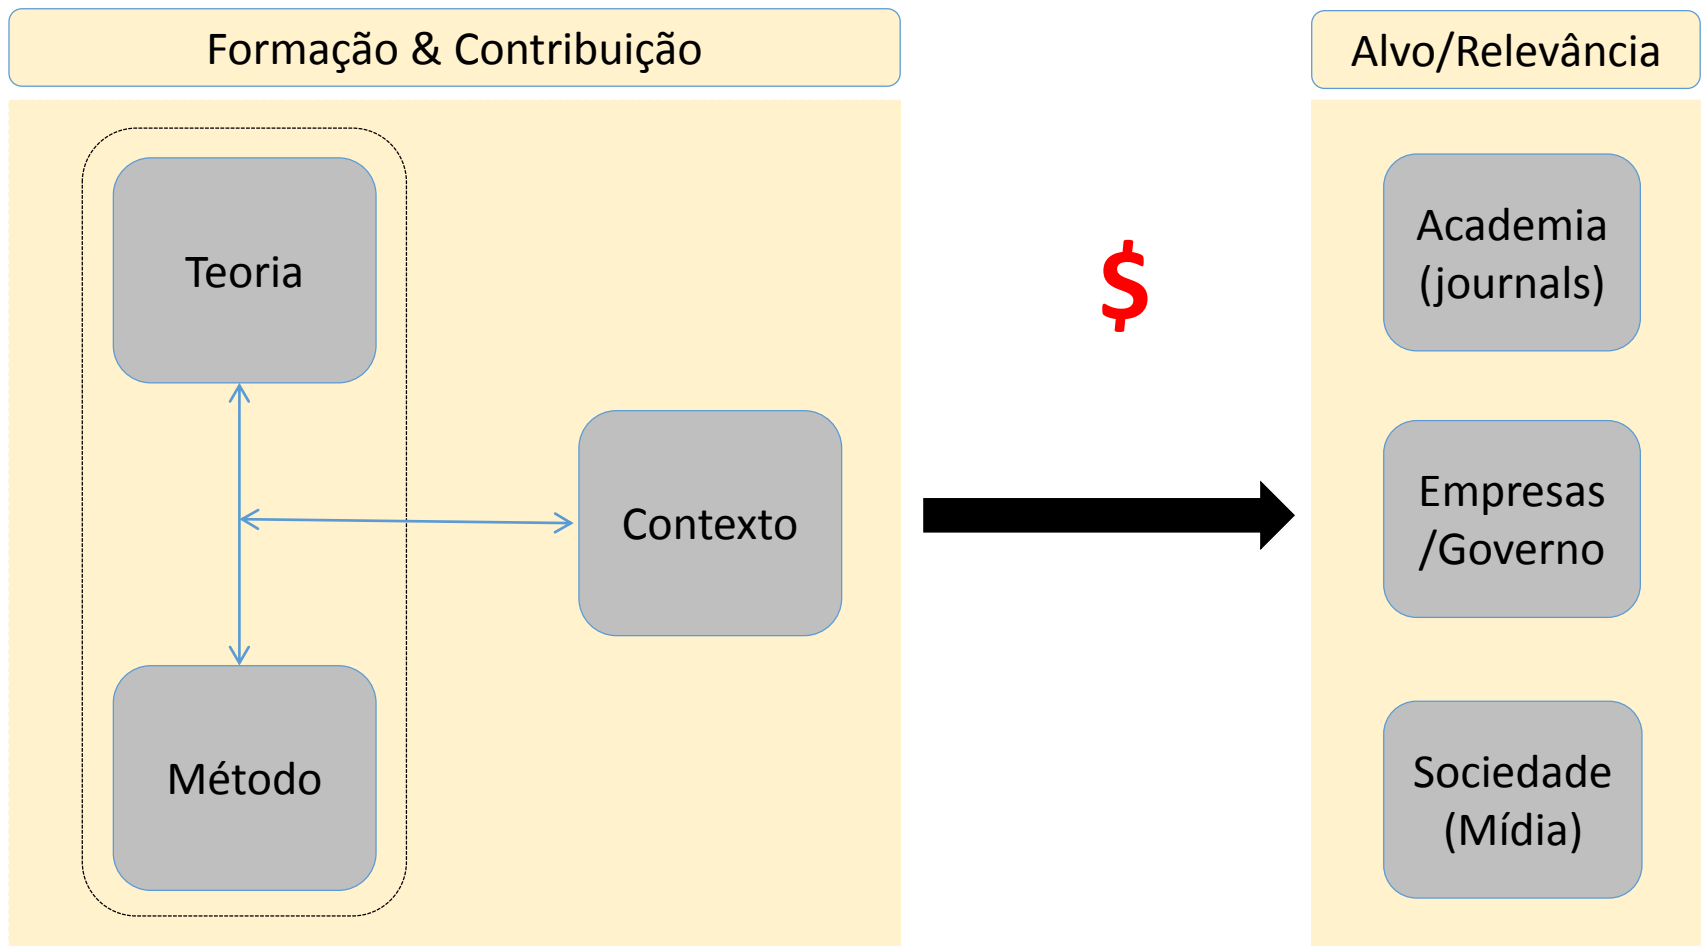 Formação & Contribuição
Alvo/Relevância
Teoria
Contexto
Método
$
Academia
(journals)
Empresas
/Governo
Sociedade
(Mídia)